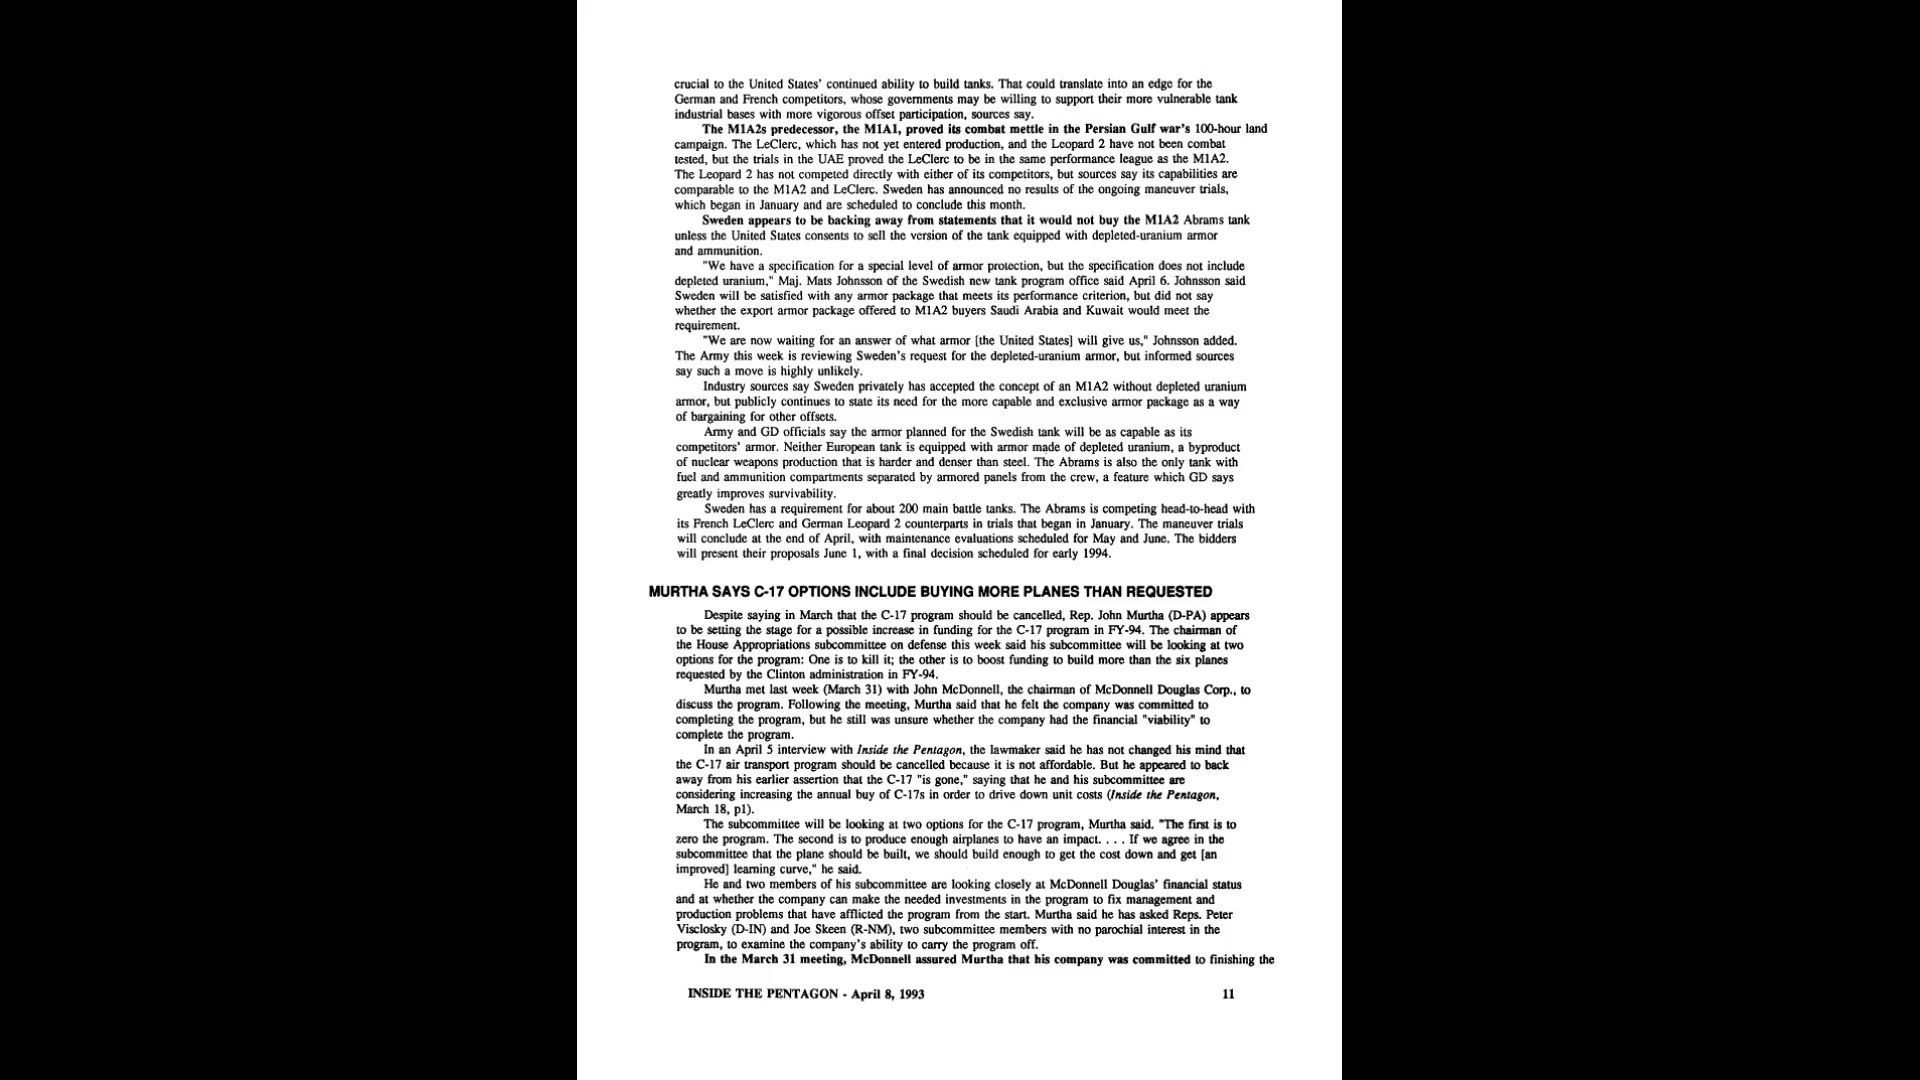 crucial to the United States' continued ability to build tanks. That could translate into an edge for the
German and French competitors, whose governments may be willing to support their more vulnerable tank
industrial bases with more vigorous offset participation, sources say.
The M1A2s predecessor, the M1A1, proved its combat mettle in the Persian Gulf war's 100-hour land
campaign. The LeClerc, which has not yet entered production, and the Leopard 2 have not been combat
tested, but the trials in the UAE proved the LeClerc to be in the same performance league as the M1A2.
The Leopard 2 has not competed directly with either of its competitors, but sources say its capabilities are
comparable to the M1A2 and LeClerc. Sweden has announced no results of the ongoing maneuver trials,
which began in January and are scheduled to conclude this month.
Sweden appears to be backing away from statements that it would not buy the M1A2 Abrams tank
unless the United States consents to sell the version of the tank equipped with depleted-uranium armor
and ammunition.
"We have a specification for a special level of armor protection, but the specification does not include
depleted uranium," Maj. Mats Johnsson of the Swedish new tank program office said April 6. Johnsson said
Sweden will be satisfied with any armor package that meets its performance criterion, but did not say
whether the export armor package offered to M1A2 buyers Saudi Arabia and Kuwait would meet the
requirement.
"We are now waiting for an answer of what armor [the United States] will give us," Johnsson added.
The Army this week is reviewing Sweden's request for the depleted-uranium armor, but informed sources
say such a move is highly unlikely.
Industry sources say Sweden privately has accepted the concept of an M1A2 without depleted uranium
armor, but publicly continues to state its need for the more capable and exclusive armor package as a way
of bargaining for other offsets.
Army and GD officials say the armor planned for the Swedish tank will be as capable as its
competitors' armor. Neither European tank is equipped with armor made of depleted uranium, a byproduct
of nuclear weapons production that is harder and denser than steel. The Abrams is also the only tank with
fuel and ammunition compartments separated by armored panels from the crew, a feature which GD says
greatly improves survivability.
Sweden has a requirement for about 200 main battle tanks. The Abrams is competing head-to-head with
its French LeClerc and German Leopard 2 counterparts in trials that began in January. The maneuver trials
will conclude at the end of April, with maintenance evaluations scheduled for May and June. The bidders
will present their proposals June 1, with a final decision scheduled for early 1994.
MURTHA SAYS C-17 OPTIONS INCLUDE BUYING MORE PLANES THAN REQUESTED
Despite saying in March that the C-17 program should be cancelled, Rep. John Murtha (D-PA) appears
to be setting the stage for a possible increase in funding for the C-17 program in FY-94. The chairman of
the House Appropriations subcommittee on defense this week said his subcommittee will be looking at two
options for the program: One is to kill it; the other is to boost funding to build more than the six planes
requested by the Clinton administration in FY-94.
Murtha met last week (March 31) with John McDonnell, the chairman of McDonnell Douglas Corp., to
discuss the program. Following the meeting, Murtha said that he felt the company was committed to
completing the program, but he still was unsure whether the company had the financial "viability" to
complete the program.
In an April 5 interview with Inside the Pentagon, the lawmaker said he has not changed his mind that
the C-17 air transport program should be cancelled because it is not affordable. But he appeared to back
away from his earlier assertion that the C-17 "is gone," saying that he and his subcommittee are
considering increasing the annual buy of C-17s in order to drive down unit costs (Inside the Pentagon,
March 18, p1).
The subcommittee will be looking at two options for the C-17 program, Murtha said. "The first is to
zero the program. The second is to produce enough airplanes to have an impact. . . . If we agree in the
subcommittee that the plane should be built, we should build enough to get the cost down and get [an
improved] learning curve," he said.
He and two members of his subcommittee are looking closely at McDonnell Douglas' financial status
and at whether the company can make the needed investments in the program to fix management and
production problems that have afflicted the program from the start. Murtha said he has asked Reps. Peter
Visclosky (D-IN) and Joe Skeen (R-NM), two subcommittee members with no parochial interest in the
program, to examine the company's ability to carry the program off.
In the March 31 meeting, McDonnell assured Murtha that his company was committed to finishing the
INSIDE THE PENTAGON - April 8, 1993 11